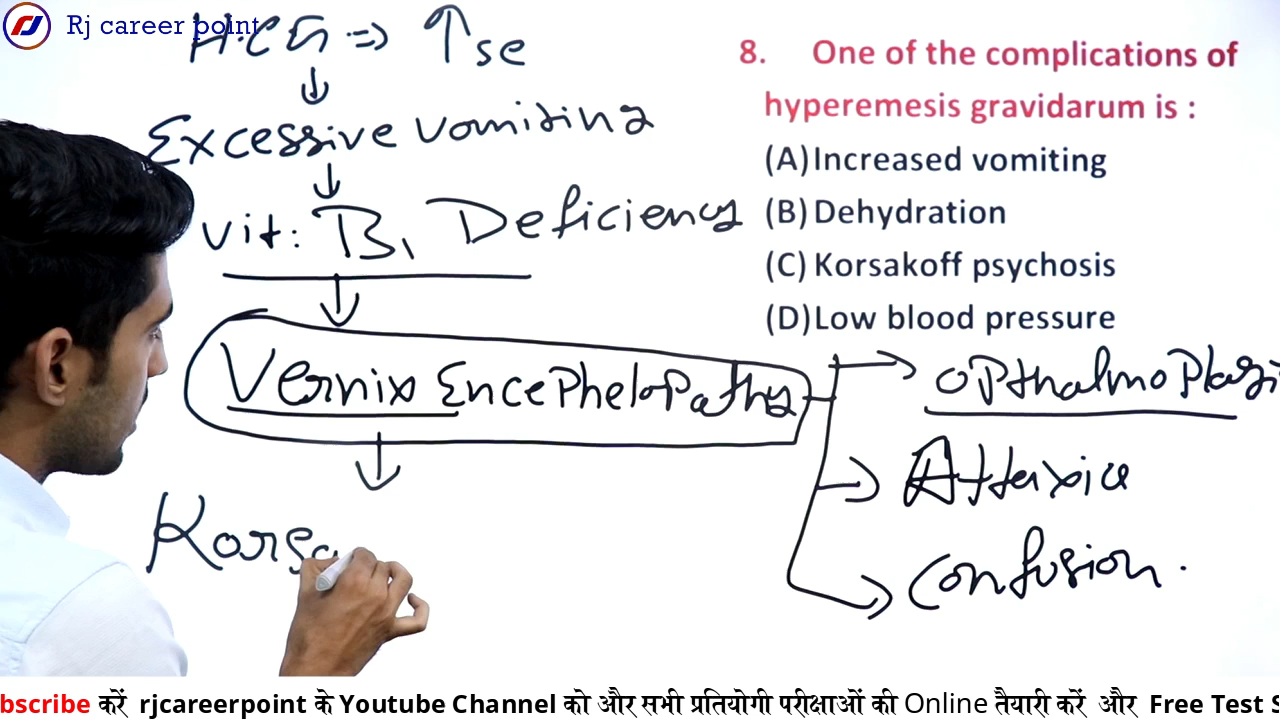 Rj career point
H.C.G => ↑se
↓
Excessive vomiting
↓
vit: B1 Deficiency
↓
Vernix EncePheloPathy
→ oPthalmoPlagi
→ Attaxia
→ Confusion.
↓
Korsa
8. One of the complications of
hyperemesis gravidarum is :
(A) Increased vomiting
(B) Dehydration
(C) Korsakoff psychosis
(D) Low blood pressure
bscribe करें rjcareerpoint के Youtube Channel को और सभी प्रतियोगी परीक्षाओं की Online तैयारी करें और Free Test S